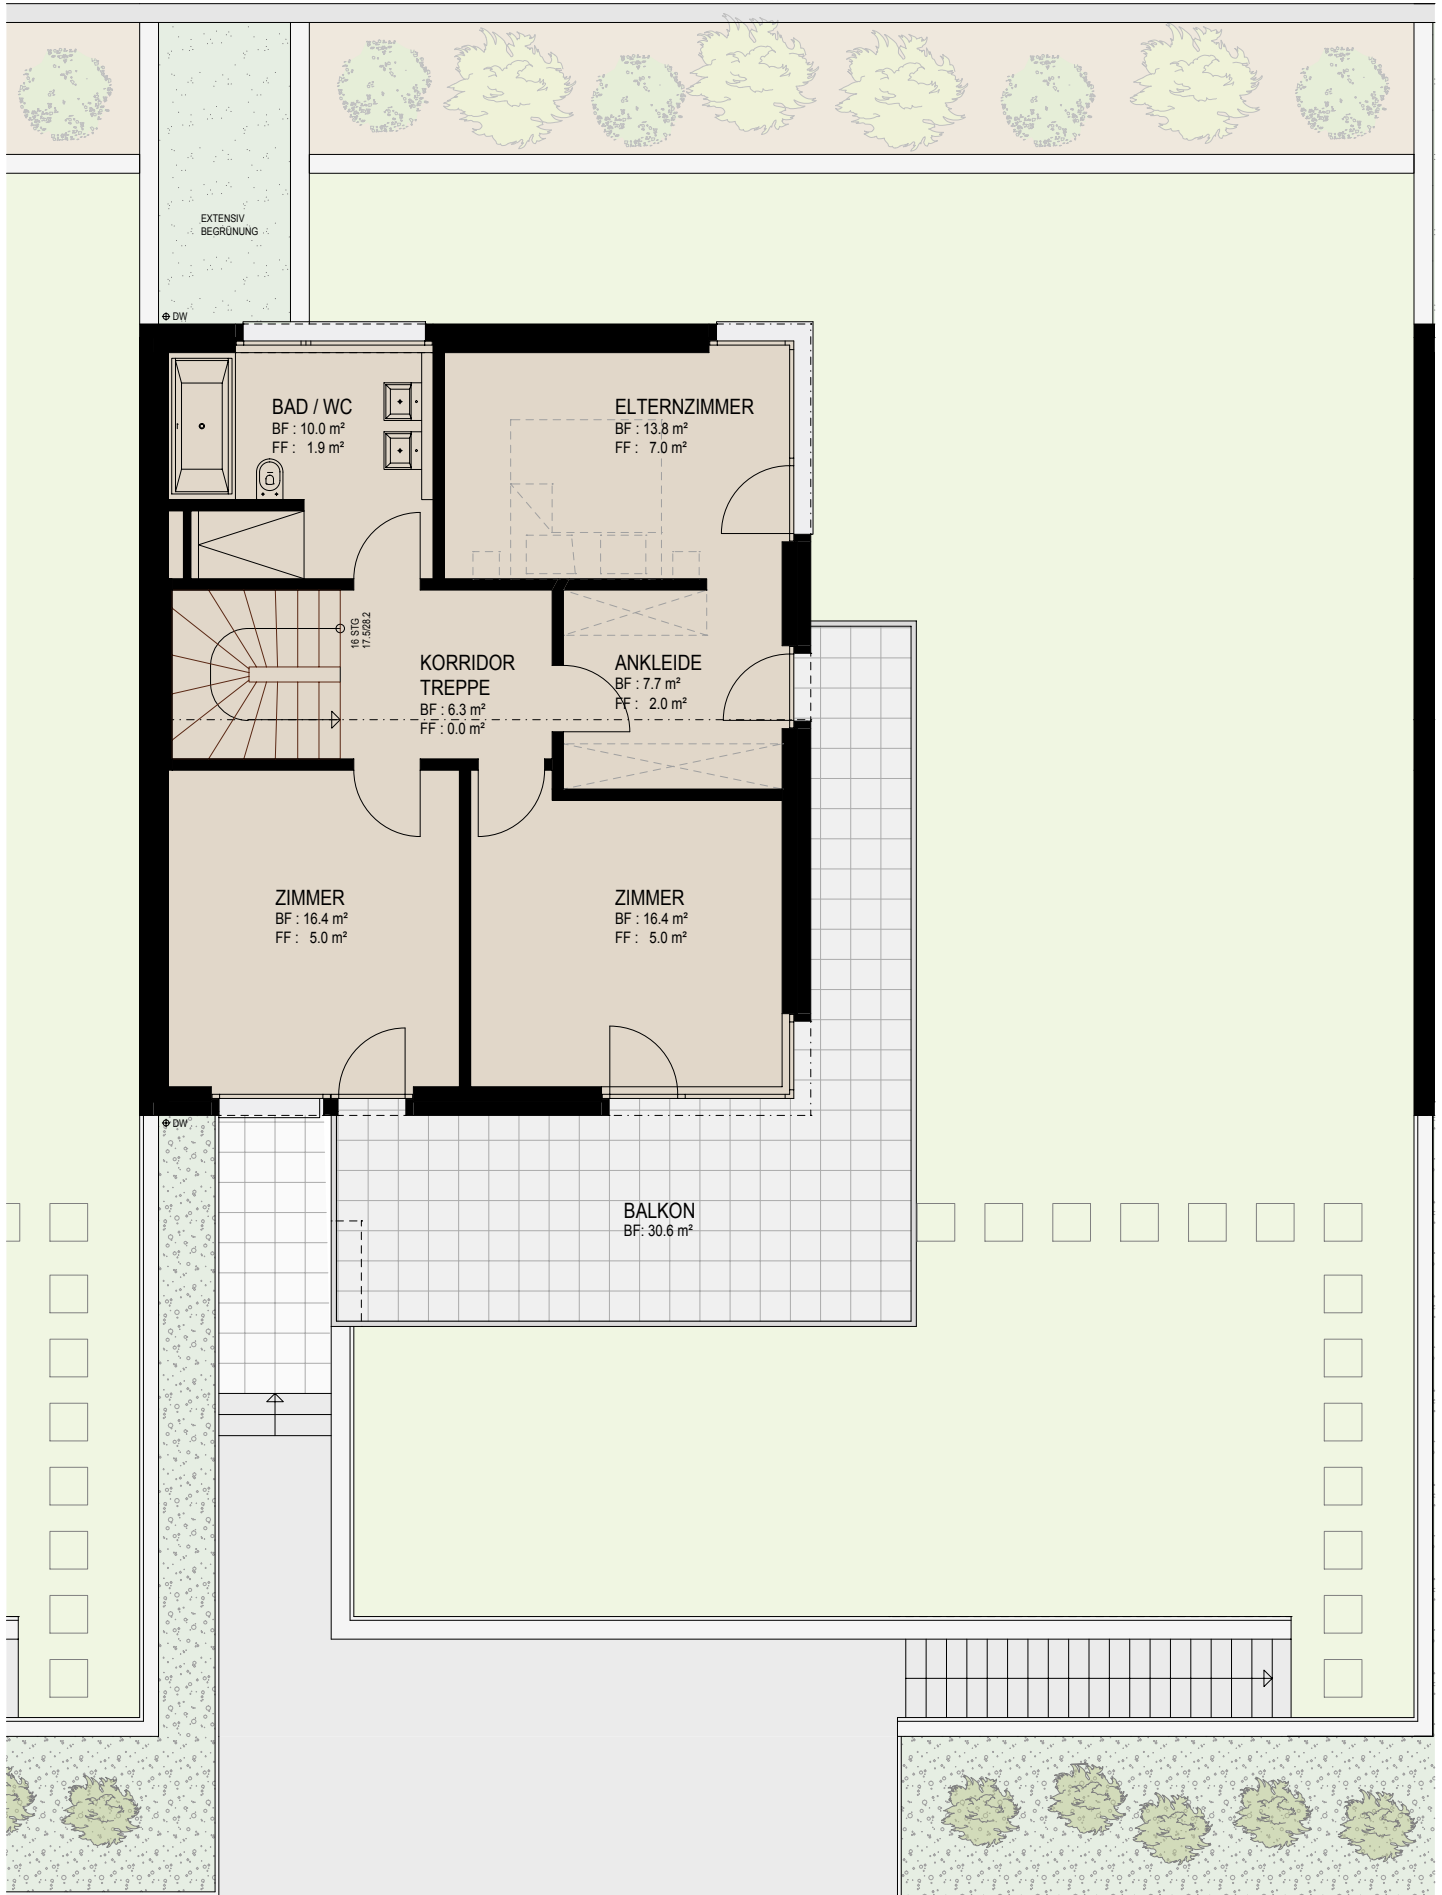 EXTENSIV
BEGRÜNUNG
DW
BAD / WC
BF : 10.0 m²
FF : 1.9 m²
ELTERNZIMMER
BF : 13.8 m²
FF : 7.0 m²
16 STG
17.5/28.2
KORRIDOR
TREPPE
BF : 6.3 m²
FF : 0.0 m²
ANKLEIDE
BF : 7.7 m²
FF : 2.0 m²
ZIMMER
BF : 16.4 m²
FF : 5.0 m²
ZIMMER
BF : 16.4 m²
FF : 5.0 m²
DW
BALKON
BF: 30.6 m²